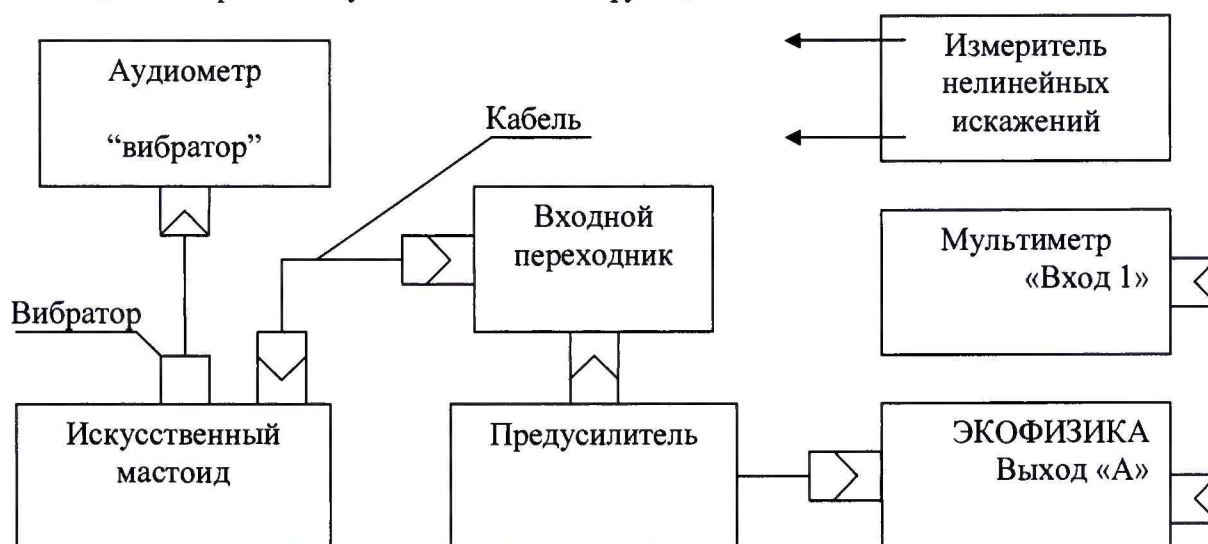 Аудиометр
“вибратор”
Кабель
Измеритель
нелинейных
искажений
Входной
переходник
Мультиметр
«Вход 1»
Вибратор
Искусственный
мастоид
Предусилитель
ЭКОФИЗИКА
Выход «А»